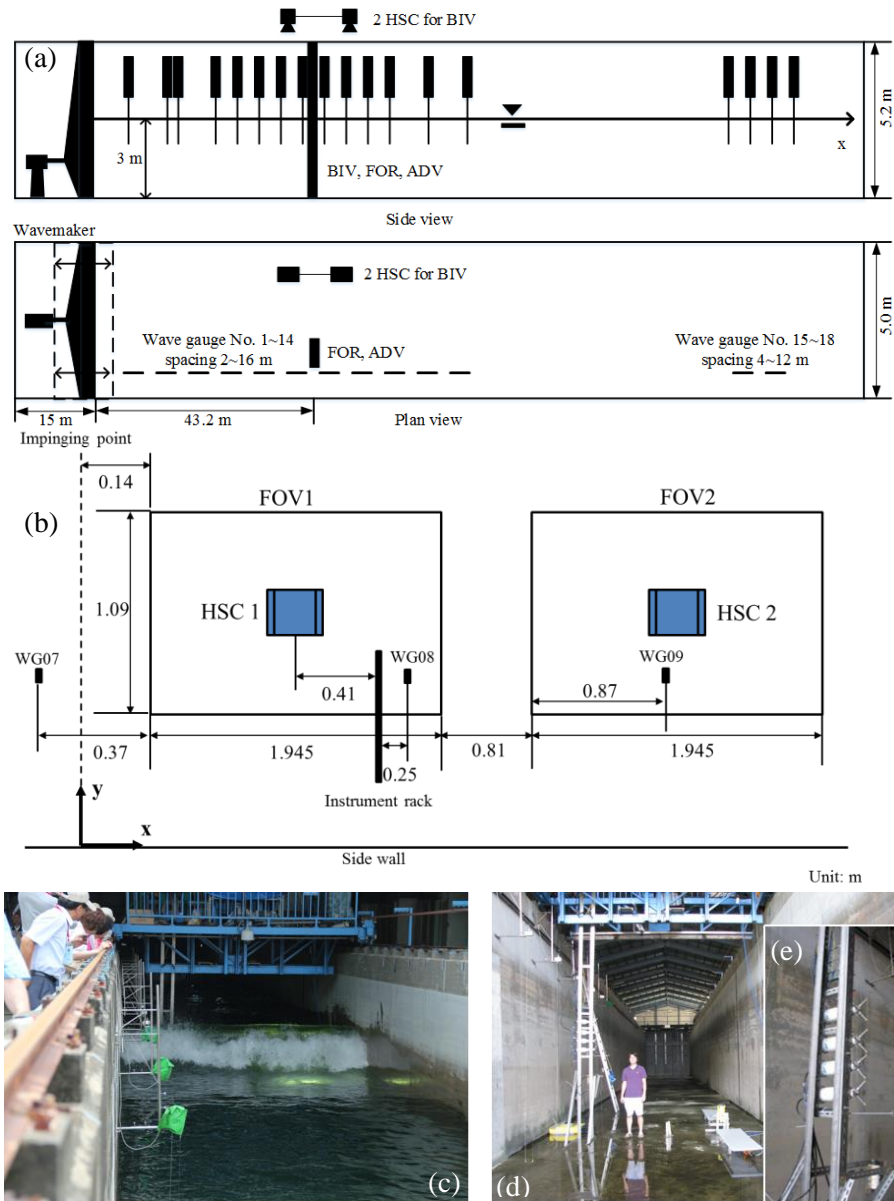 2 HSC for BIV
(a)
5.2 m
3 m
x
BIV, FOR, ADV
Side view
Wavemaker
2 HSC for BIV
5.0 m
Wave gauge No. 1~14
spacing 2~16 m
FOR, ADV
Wave gauge No. 15~18
spacing 4~12 m
15 m
43.2 m
Plan view
Impinging point
0.14
FOV1
FOV2
(b)
1.09
HSC 1
HSC 2
WG07
WG08
WG09
0.41
0.87
0.37
1.945
0.25
0.81
1.945
Instrument rack
y
x
Side wall
Unit: m
(e)
(c)
(d)